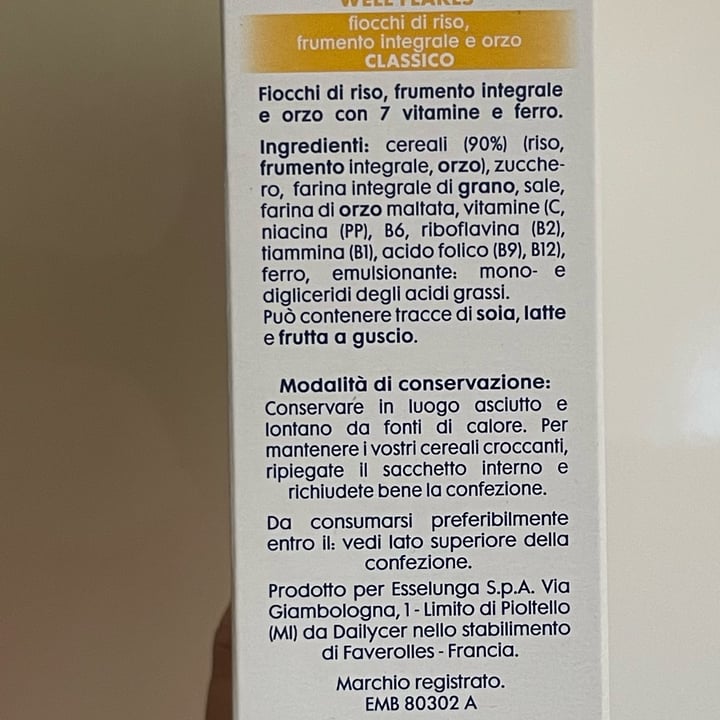 WELL FLAKES
fiocchi di riso,
frumento integrale e orzo
CLASSICO
Fiocchi di riso, frumento integrale
e orzo con 7 vitamine e ferro.
Ingredienti: cereali (90%) (riso,
frumento integrale, orzo), zucche-
ro, farina integrale di grano, sale,
farina di orzo maltata, vitamine (C,
niacina (PP), B6, riboflavina (B2),
tiammina (B1), acido folico (B9), B12),
ferro, emulsionante: mono- e
digliceridi degli acidi grassi.
Può contenere tracce di soia, latte
e frutta a guscio.
Modalità di conservazione:
Conservare in luogo asciutto e
lontano da fonti di calore. Per
mantenere i vostri cereali croccanti,
ripiegate il sacchetto interno e
richiudete bene la confezione.
Da consumarsi preferibilmente
entro il: vedi lato superiore della
confezione.
Prodotto per Esselunga S.p.A. Via
Giambologna, 1 - Limito di Pioltello
(MI) da Dailycer nello stabilimento
di Faverolles - Francia.
Marchio registrato.
EMB 80302 A